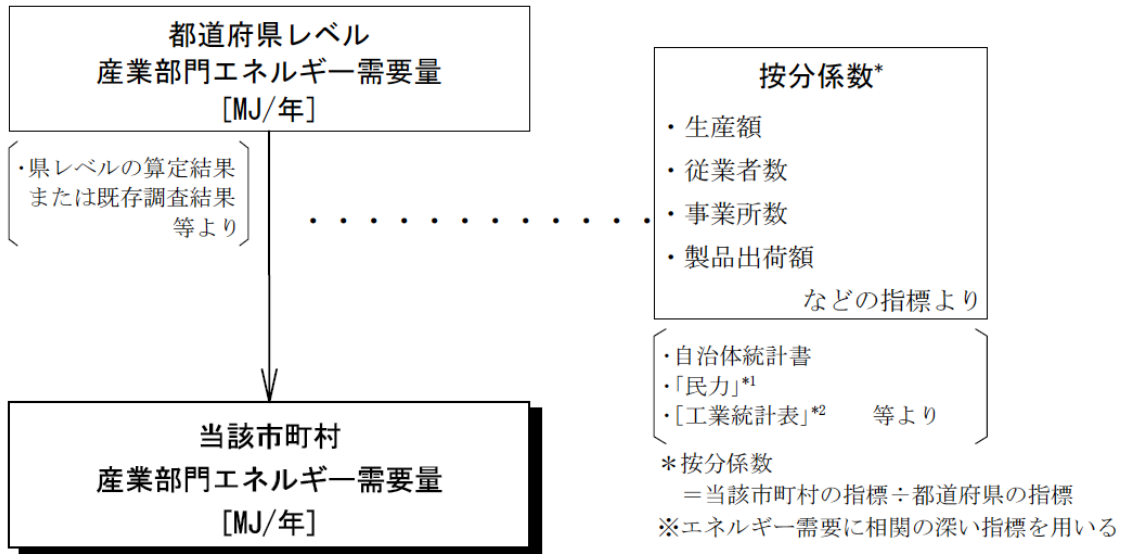 都道府県レベル
産業部門エネルギー需要量
[MJ/年]
・県レベルの算定結果
または既存調査結果
等より
按分係数*
・生産額
・従業者数
・事業所数
・製品出荷額
などの指標より
・自治体統計書
・「民力」*1
・[工業統計表」*2 等より
*按分係数
＝当該市町村の指標÷都道府県の指標
※エネルギー需要に相関の深い指標を用いる
当該市町村
産業部門エネルギー需要量
[MJ/年]